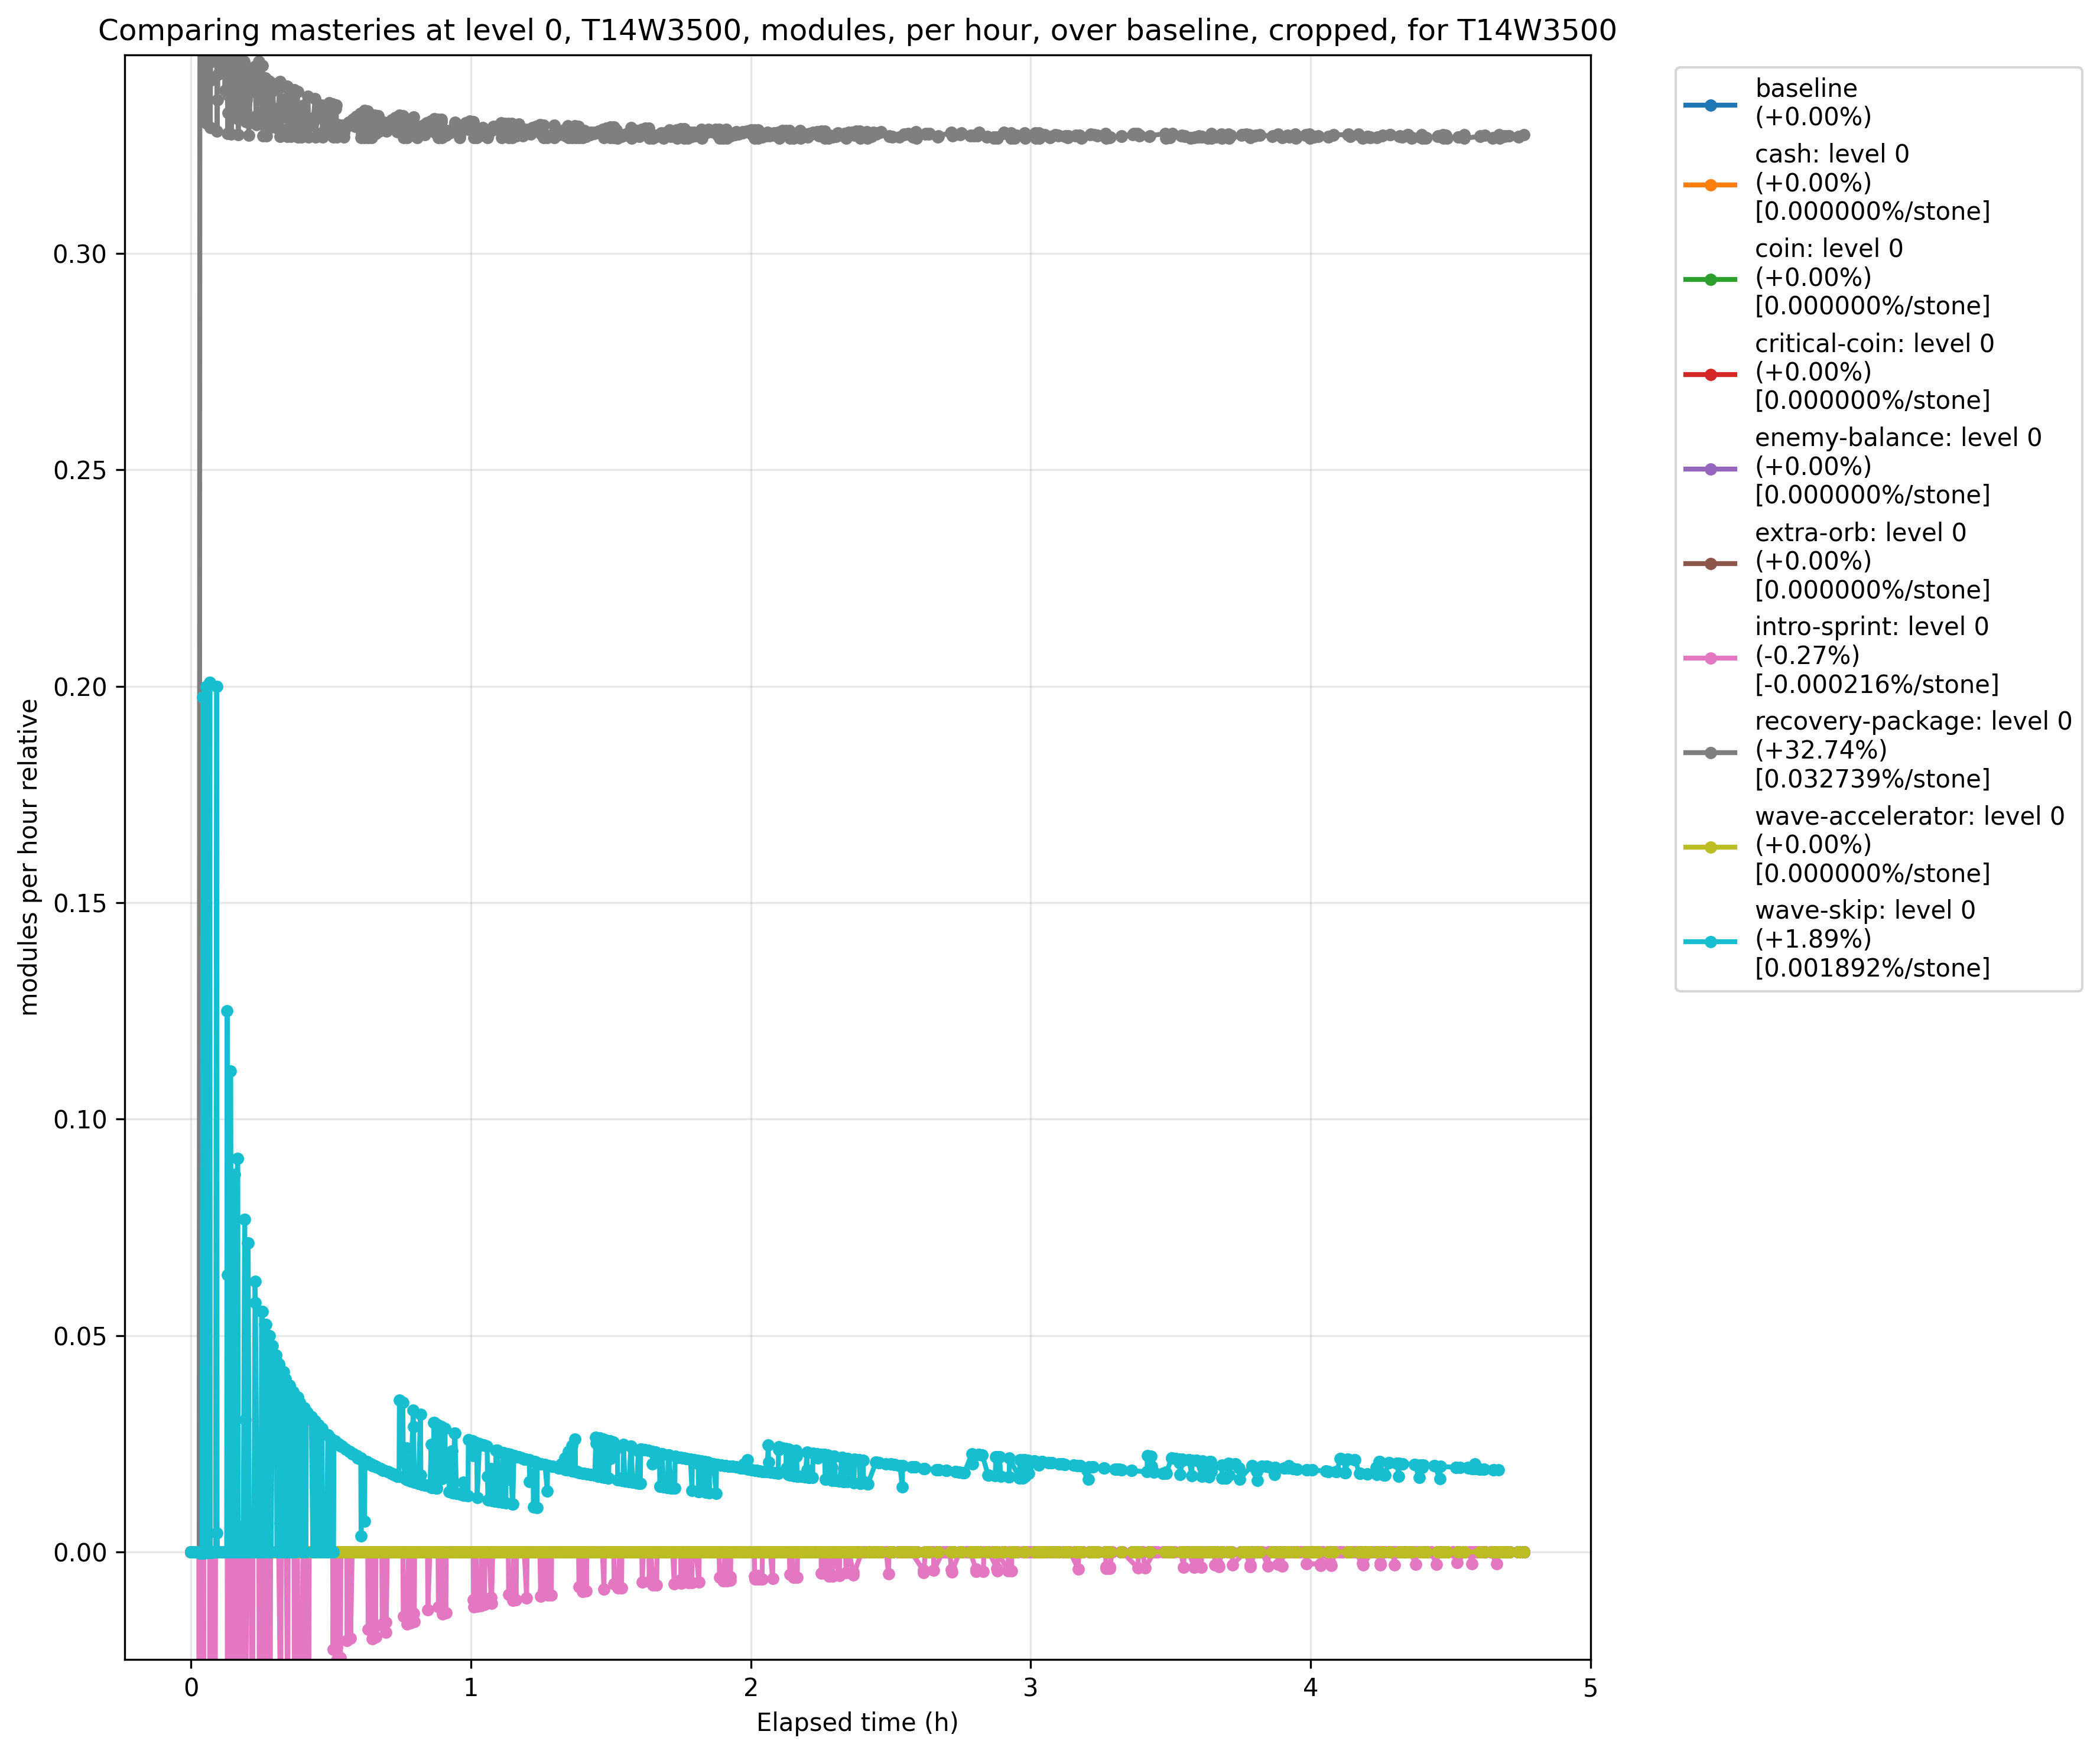 Comparing masteries at level 0, T14W3500, modules, per hour, over baseline, cropped, for T14W3500
modules per hour relative
0.30
0.25
0.20
0.15
0.10
0.05
0.00
0
1
2
3
4
5
Elapsed time (h)
baseline
(+0.00%)
cash: level 0
(+0.00%)
[0.000000%/stone]
coin: level 0
(+0.00%)
[0.000000%/stone]
critical-coin: level 0
(+0.00%)
[0.000000%/stone]
enemy-balance: level 0
(+0.00%)
[0.000000%/stone]
extra-orb: level 0
(+0.00%)
[0.000000%/stone]
intro-sprint: level 0
(-0.27%)
[-0.000216%/stone]
recovery-package: level 0
(+32.74%)
[0.032739%/stone]
wave-accelerator: level 0
(+0.00%)
[0.000000%/stone]
wave-skip: level 0
(+1.89%)
[0.001892%/stone]